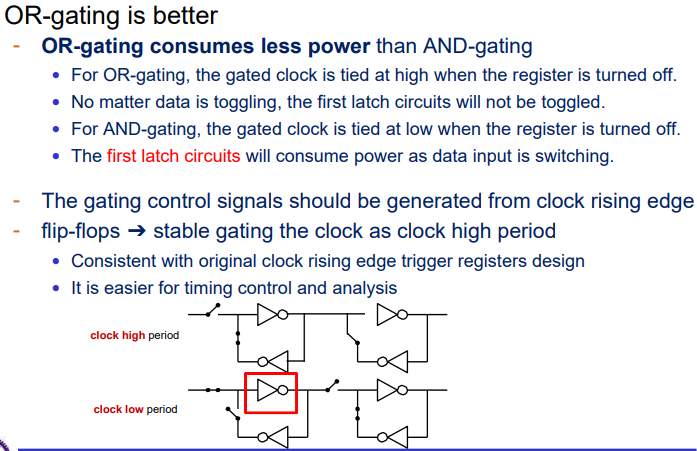 OR-gating is better
- OR-gating consumes less power than AND-gating
• For OR-gating, the gated clock is tied at high when the register is turned off.
• No matter data is toggling, the first latch circuits will not be toggled.
• For AND-gating, the gated clock is tied at low when the register is turned off.
• The first latch circuits will consume power as data input is switching.
- The gating control signals should be generated from clock rising edge
- flip-flops ➔ stable gating the clock as clock high period
• Consistent with original clock rising edge trigger registers design
• It is easier for timing control and analysis
clock high period
clock low period